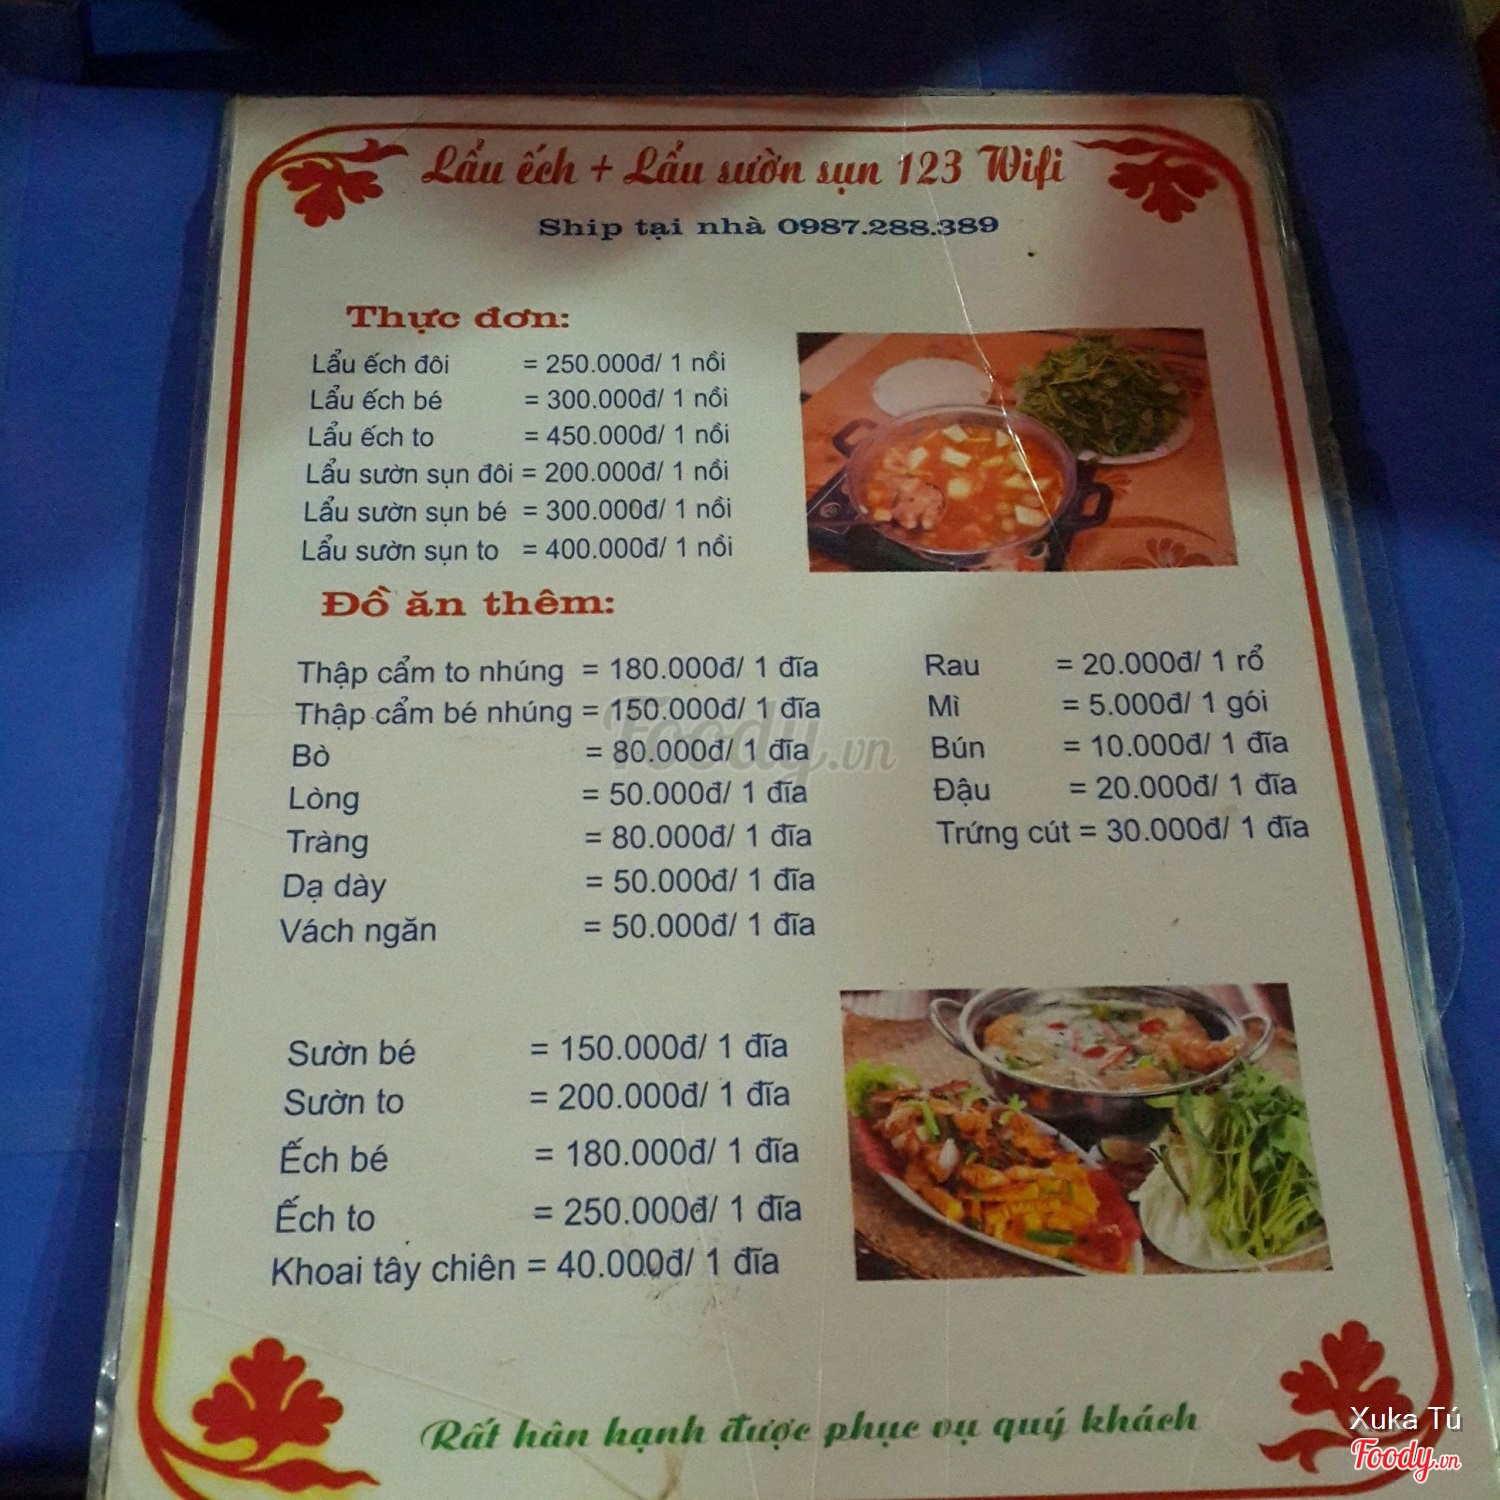 Lẩu ếch + Lẩu sườn sụn 123 Wifi
Ship tại nhà 0987.288.389
Thực đơn:
Lẩu ếch đôi = 250.000đ/ 1 nồi
Lẩu ếch bé = 300.000đ/ 1 nồi
Lẩu ếch to = 450.000đ/ 1 nồi
Lẩu sườn sụn đôi = 200.000đ/ 1 nồi
Lẩu sườn sụn bé = 300.000đ/ 1 nồi
Lẩu sườn sụn to = 400.000đ/ 1 nồi
Đồ ăn thêm:
Thập cẩm to nhúng = 180.000đ/ 1 đĩa
Thập cẩm bé nhúng = 150.000đ/ 1 đĩa
Bò = 80.000đ/ 1 đĩa
Lòng = 50.000đ/ 1 đĩa
Tràng = 80.000đ/ 1 đĩa
Dạ dày = 50.000đ/ 1 đĩa
Vách ngăn = 50.000đ/ 1 đĩa
Rau = 20.000đ/ 1 rổ
Mì = 5.000đ/ 1 gói
Bún = 10.000đ/ 1 đĩa
Đậu = 20.000đ/ 1 đĩa
Trứng cút = 30.000đ/ 1 đĩa
Sườn bé = 150.000đ/ 1 đĩa
Sườn to = 200.000đ/ 1 đĩa
Ếch bé = 180.000đ/ 1 đĩa
Ếch to = 250.000đ/ 1 đĩa
Khoai tây chiên = 40.000đ/ 1 đĩa
Rất hân hạnh được phục vụ quý khách
Foody.vn
Xuka Tú
Foody.vn